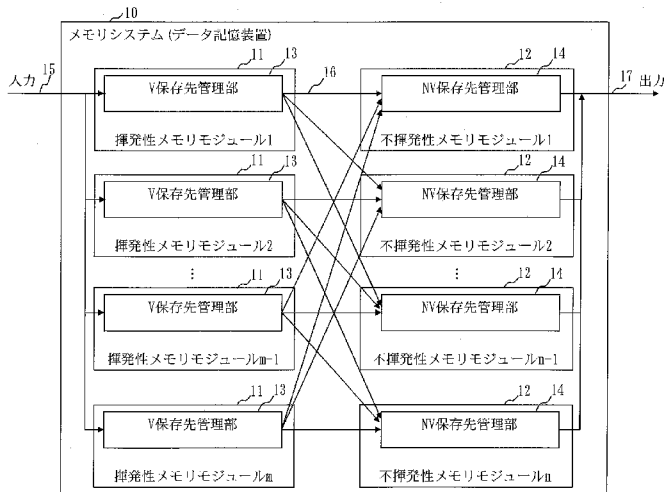 10
メモリシステム(データ記憶装置)
入力
15
11
13
V保存先管理部
揮発性メモリモジュール1
16
12
14
NV保存先管理部
不揮発性メモリモジュール1
17
出力
11
13
V保存先管理部
揮発性メモリモジュール2
12
14
NV保存先管理部
不揮発性メモリモジュール2
⋮
⋮
11
13
V保存先管理部
揮発性メモリモジュールm-1
12
14
NV保存先管理部
不揮発性メモリモジュールn-1
11
13
V保存先管理部
揮発性メモリモジュールm
12
14
NV保存先管理部
不揮発性メモリモジュールn